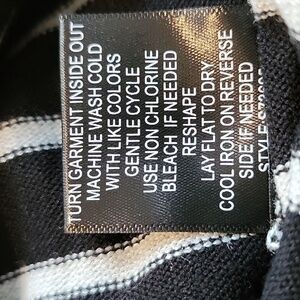 TURN GARMENT INSIDE OUT
MACHINE WASH COLD
WITH LIKE COLORS
GENTLE CYCLE
USE NON CHLORINE
BLEACH IF NEEDED
RESHAPE
LAY FLAT TO DRY
COOL IRON ON REVERSE
SIDE IF NEEDED